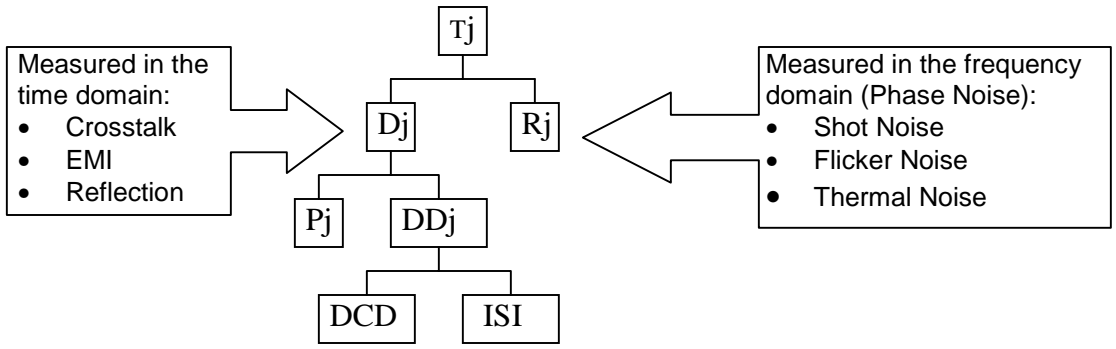 Tj
Measured in the
time domain:
• Crosstalk
• EMI
• Reflection
Dj
Rj
Measured in the frequency
domain (Phase Noise):
• Shot Noise
• Flicker Noise
• Thermal Noise
Pj
DDj
DCD
ISI